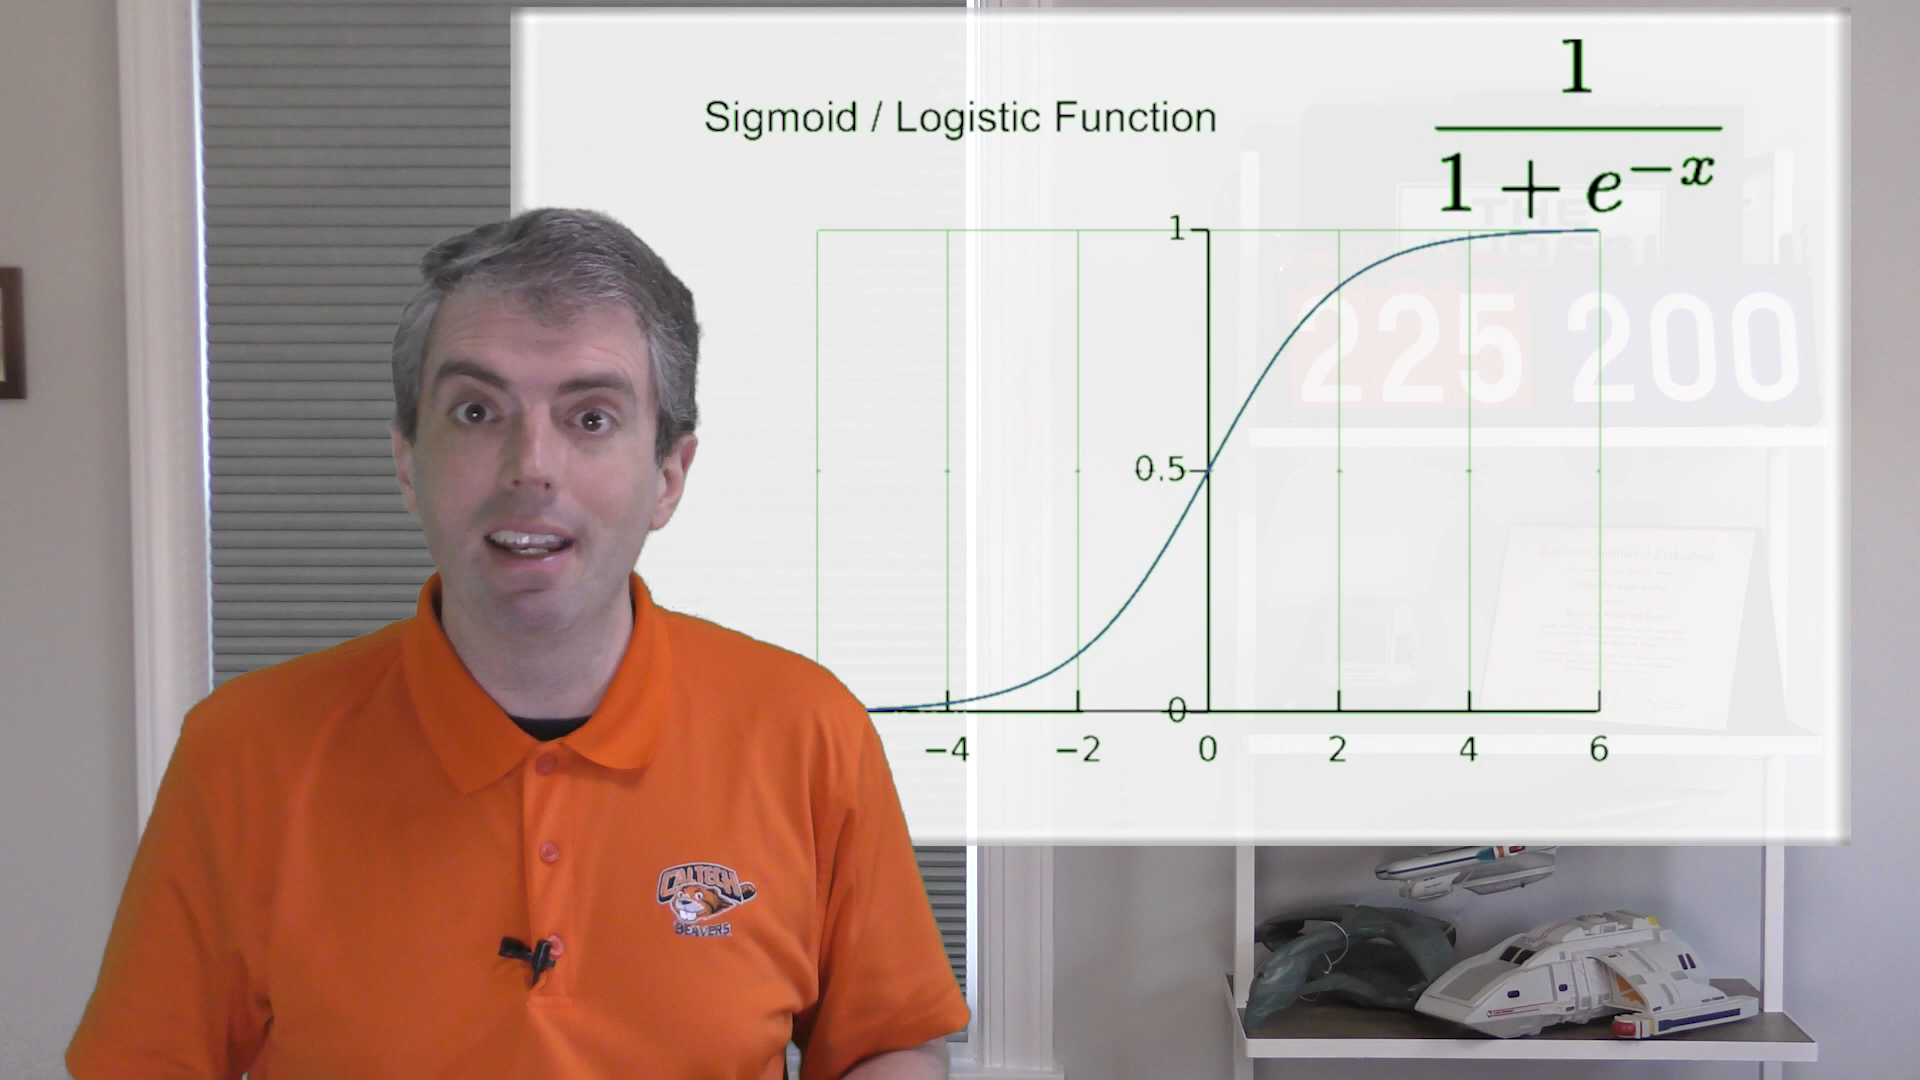 Sigmoid / Logistic Function
1
1 + e^{-x}
1
0.5
0
−4 −2 0 2 4 6
THE
225 200
CALTECH
BEAVERS